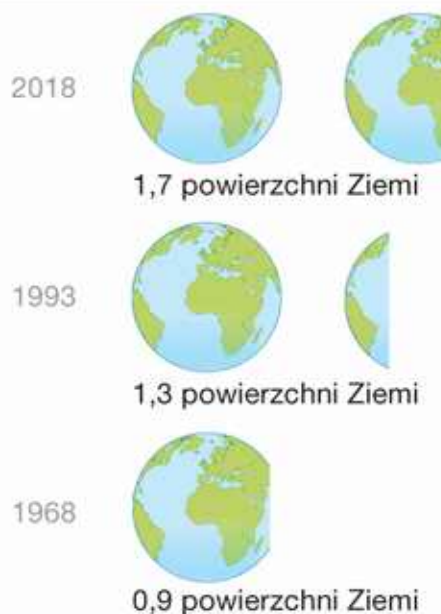 2018
1,7 powierzchni Ziemi
1993
1,3 powierzchni Ziemi
1968
0,9 powierzchni Ziemi